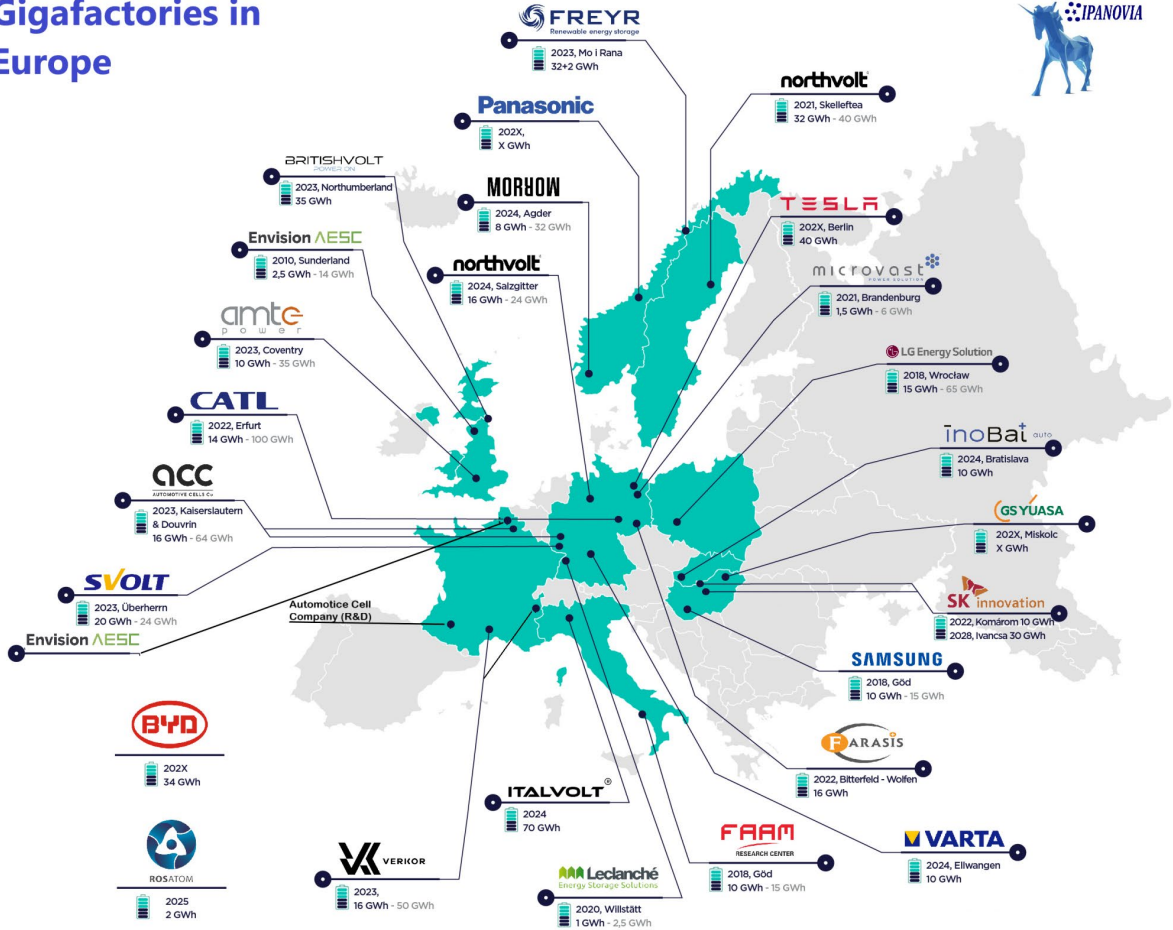 Gigafactories in
Europe
IPANOVIA
FREYR
Renewable energy storage
2023, Mo i Rana
32+2 GWh
northvolt
2021, Skelleftea
32 GWh - 40 GWh
Panasonic
202X,
X GWh
BRITISHVOLT
POWER ON
2023, Northumberland
35 GWh
MORROW
2024, Agder
8 GWh - 32 GWh
TESLA
202X, Berlin
40 GWh
Envision AESC
2010, Sunderland
2,5 GWh - 14 GWh
northvolt
2024, Salzgitter
16 GWh - 24 GWh
microvast
POWER SOLUTION
2021, Brandenburg
1,5 GWh - 6 GWh
amte
power
2023, Coventry
10 GWh - 35 GWh
LG Energy Solution
2018, Wrocław
15 GWh - 65 GWh
CATL
2022, Erfurt
14 GWh - 100 GWh
inoBat auto
2024, Bratislava
10 GWh
acc
AUTOMOTIVE CELLS Co
2023, Kaiserslautern
& Douvrin
16 GWh - 64 GWh
GS YUASA
202X, Miskolc
X GWh
SVOLT
2023, Überherrn
20 GWh - 24 GWh
Automotice Cell
Company (R&D)
SK innovation
2022, Komárom 10 GWh
2028, Ivancsa 30 GWh
Envision AESC
SAMSUNG
2018, Göd
10 GWh - 15 GWh
BYD
202X
34 GWh
FARASIS
2022, Bitterfeld - Wolfen
16 GWh
ITALVOLT®
2024
70 GWh
ROSATOM
2025
2 GWh
VERKOR
2023,
16 GWh - 50 GWh
Leclanché
Energy Storage Solutions
2020, Willstätt
1 GWh - 2,5 GWh
FAAM
RESEARCH CENTER
2018, Göd
10 GWh - 15 GWh
VARTA
2024, Ellwangen
10 GWh